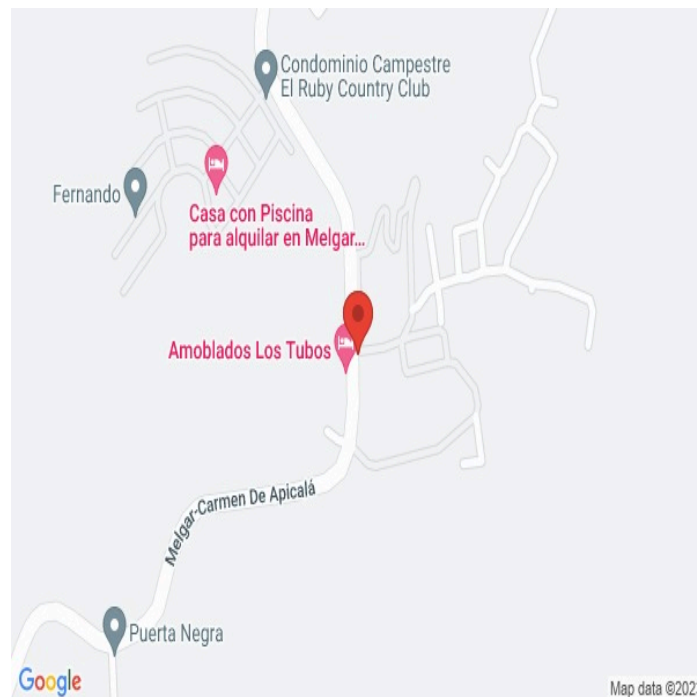 Condominio Campestre
El Ruby Country Club
Fernando
Casa con Piscina
para alquilar en Melgar...
Amoblados Los Tubos
Melgar-Carmen De Apicalá
Puerta Negra
Google
Map data ©202